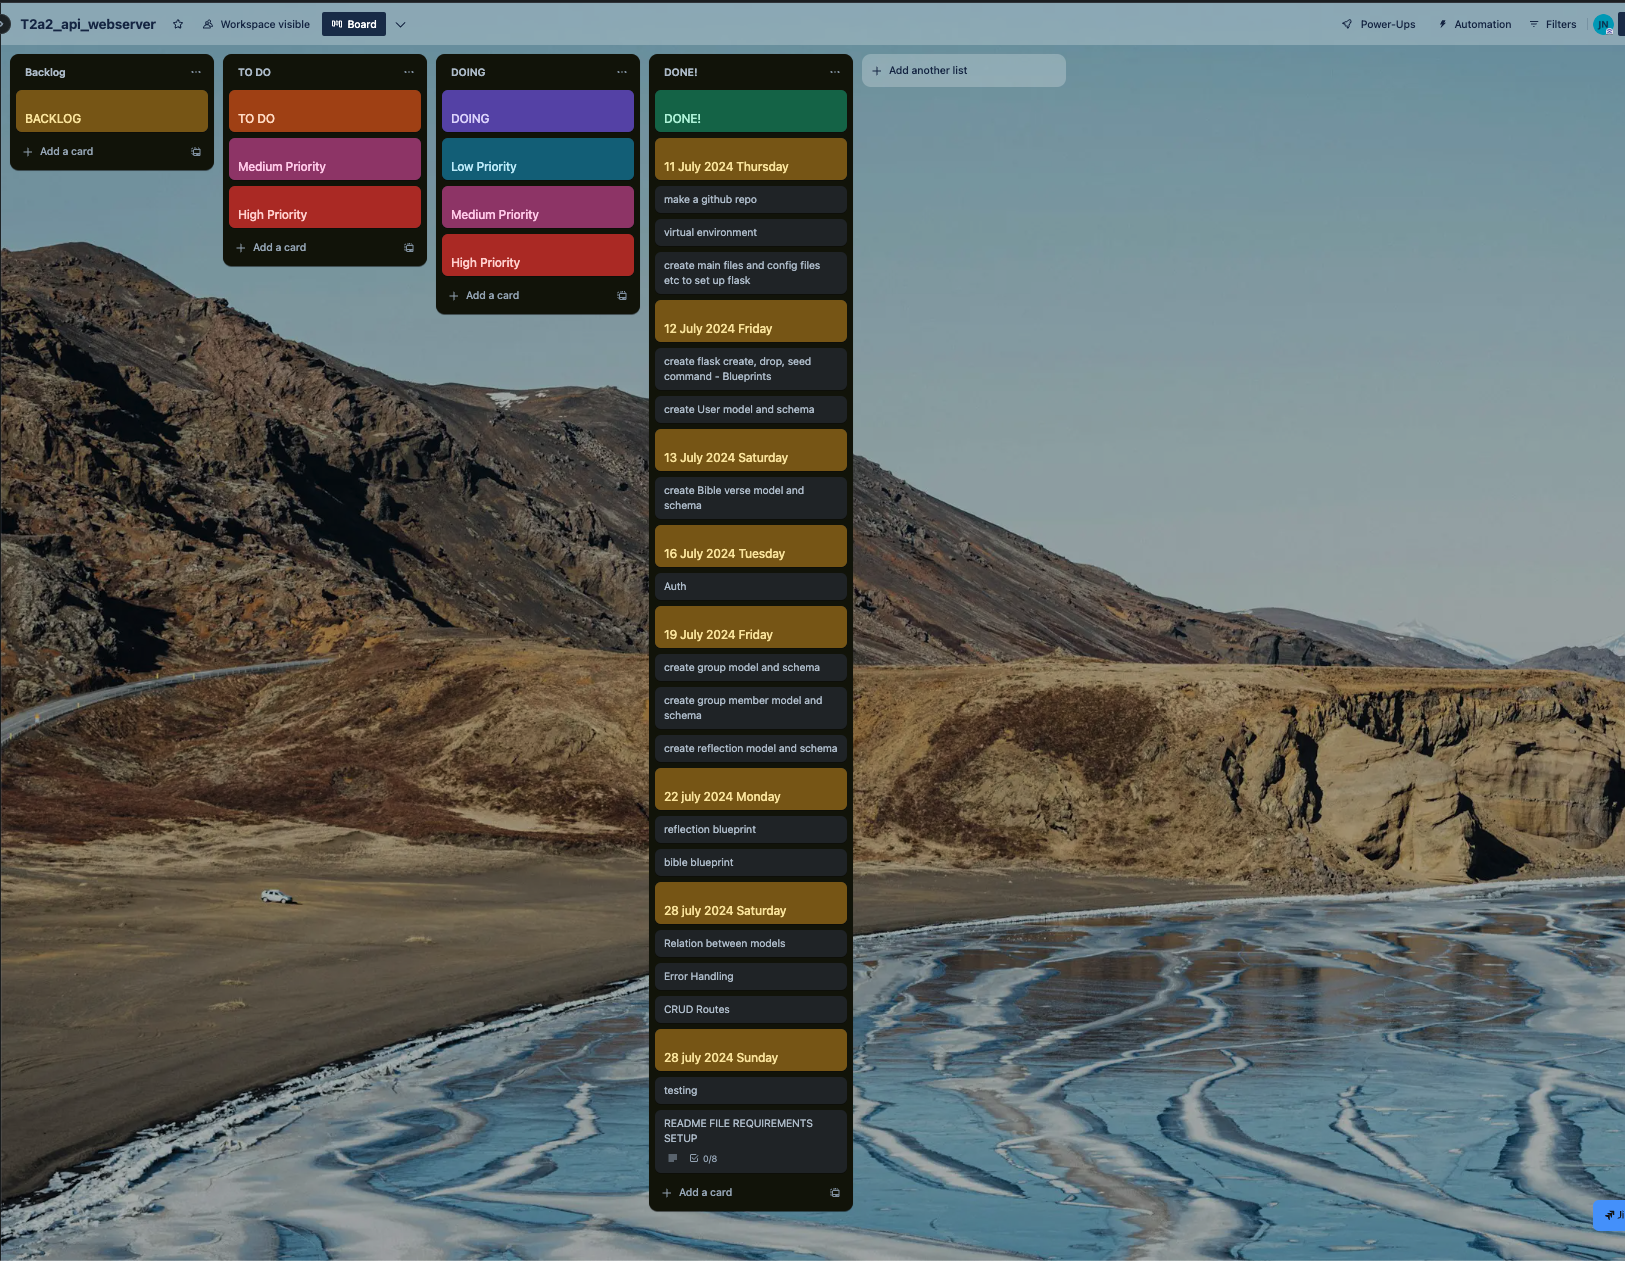 T2a2_api_webserver
Workspace visible
Board
Power-Ups
Automation
Filters
JN
Backlog
BACKLOG
Add a card
TO DO
TO DO
Medium Priority
High Priority
Add a card
DOING
DOING
Low Priority
Medium Priority
High Priority
Add a card
DONE!
DONE!
11 July 2024 Thursday
make a github repo
virtual environment
create main files and config files
etc to set up flask
12 July 2024 Friday
create flask create, drop, seed
command - Blueprints
create User model and schema
13 July 2024 Saturday
create Bible verse model and
schema
16 July 2024 Tuesday
Auth
19 July 2024 Friday
create group model and schema
create group member model and
schema
create reflection model and schema
22 july 2024 Monday
reflection blueprint
bible blueprint
28 july 2024 Saturday
Relation between models
Error Handling
CRUD Routes
28 july 2024 Sunday
testing
README FILE REQUIREMENTS
SETUP
0/8
Add a card
Add another list
Ji